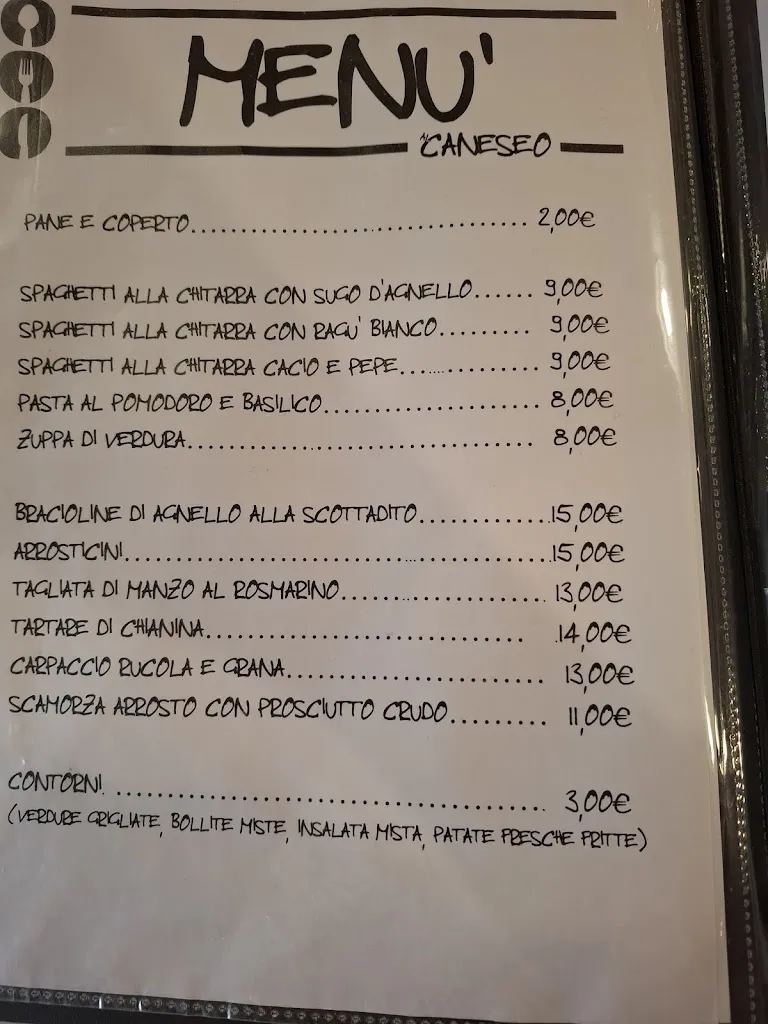 MENU'
"CANESEO
PANE E COPERTO............................... 2,00€
SPAGHETTI ALLA CHITARRA CON SUGO D'AGNELLO...... 9,00€
SPAGHETTI ALLA CHITARRA CON RAGU' BIANCO......... 9,00€
SPAGHETTI ALLA CHITARRA CACIO E PEPE............... 9,00€
PASTA AL POMODORO E BASILICO.................... 8,00€
ZUPPA DI VERDURA................................ 8,00€
BRACIOLINE DI AGNELLO ALLA SCOTTADITO............15,00€
ARROSTICINI.......................................15,00€
TAGLIATA DI MANZO AL ROSMARINO................... 13,00€
TARTARE DI CHIANINA............................. 14,00€
CARPACCIO RUCOLA E GRANA........................ 13,00€
SCAMORZA ARROSTO CON PROSCIUTTO CRUDO......... 11,00€
CONTORNI ........................................ 3,00€
(VERDURE GRIGLIATE, BOLLITE MISTE, INSALATA MISTA, PATATE FRESCHE FRITTE)